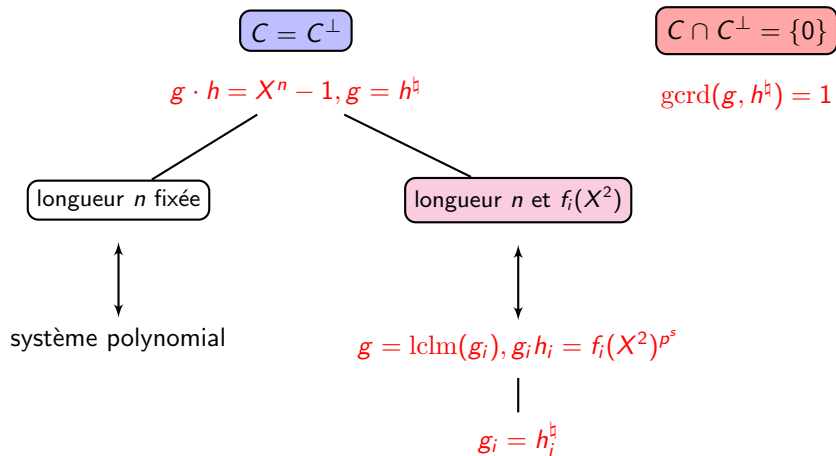 C = C^⊥
C ∩ C^⊥ = {0}
g · h = X^n − 1, g = h^♮
gcrd(g, h^♮) = 1
longueur n fixée
longueur n et f_i(X^2)
système polynomial
g = lclm(g_i), g_i h_i = f_i(X^2)^{p^s}
g_i = h_i^♮